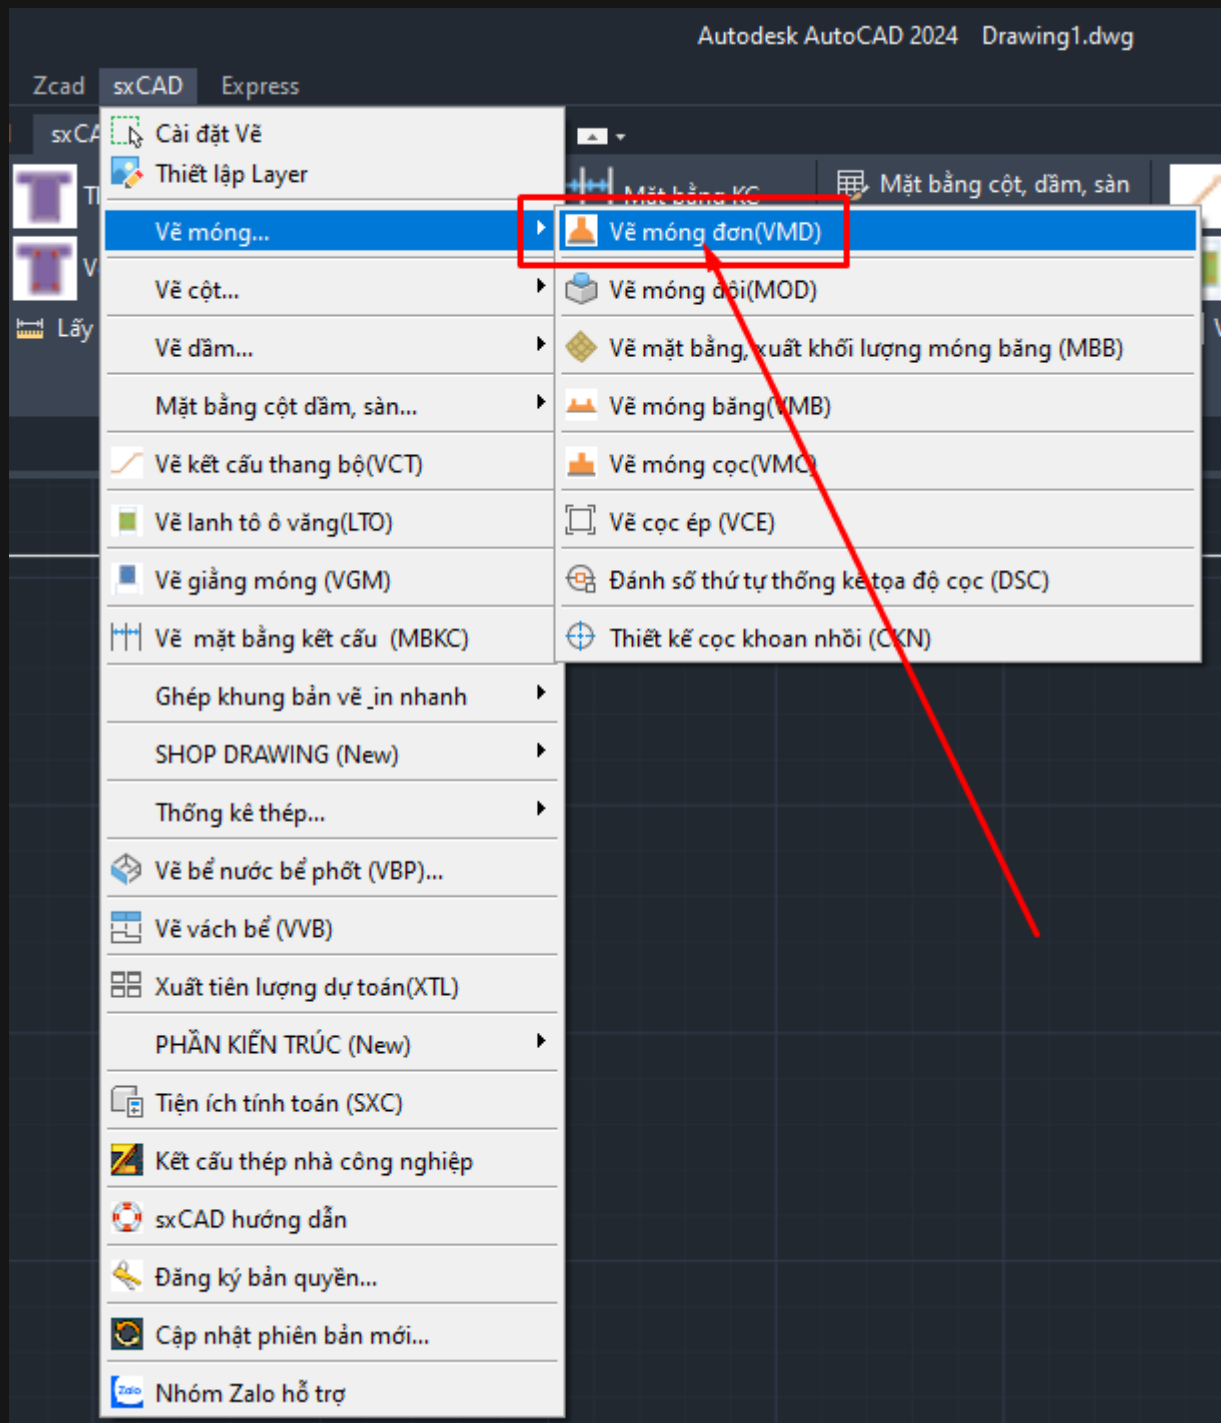 Autodesk AutoCAD 2024 Drawing1.dwg
Zcad sxCAD Express
Cài đặt Vẽ
Thiết lập Layer
Mặt bằng KC
Mặt bằng cột, dầm, sàn
Vẽ móng...
Vẽ móng đơn(VMD)
Vẽ cột...
Vẽ móng đôi(MOD)
Lấy
Vẽ dầm...
Vẽ mặt bằng, xuất khối lượng móng băng (MBB)
Mặt bằng cột dầm, sàn...
Vẽ móng băng(VMB)
Vẽ kết cấu thang bộ(VCT)
Vẽ móng cọc(VMC)
Vẽ lanh tô ô văng(LTO)
Vẽ cọc ép (VCE)
Vẽ giằng móng (VGM)
Đánh số thứ tự thống kê tọa độ cọc (DSC)
Vẽ mặt bằng kết cấu (MBKC)
Thiết kế cọc khoan nhồi (CKN)
Ghép khung bản vẽ _in nhanh
SHOP DRAWING (New)
Thống kê thép...
Vẽ bể nước bể phốt (VBP)...
Vẽ vách bể (VVB)
Xuất tiên lượng dự toán(XTL)
PHẦN KIẾN TRÚC (New)
Tiện ích tính toán (SXC)
Kết cấu thép nhà công nghiệp
sxCAD hướng dẫn
Đăng ký bản quyền...
Cập nhật phiên bản mới...
Zalo
Nhóm Zalo hỗ trợ